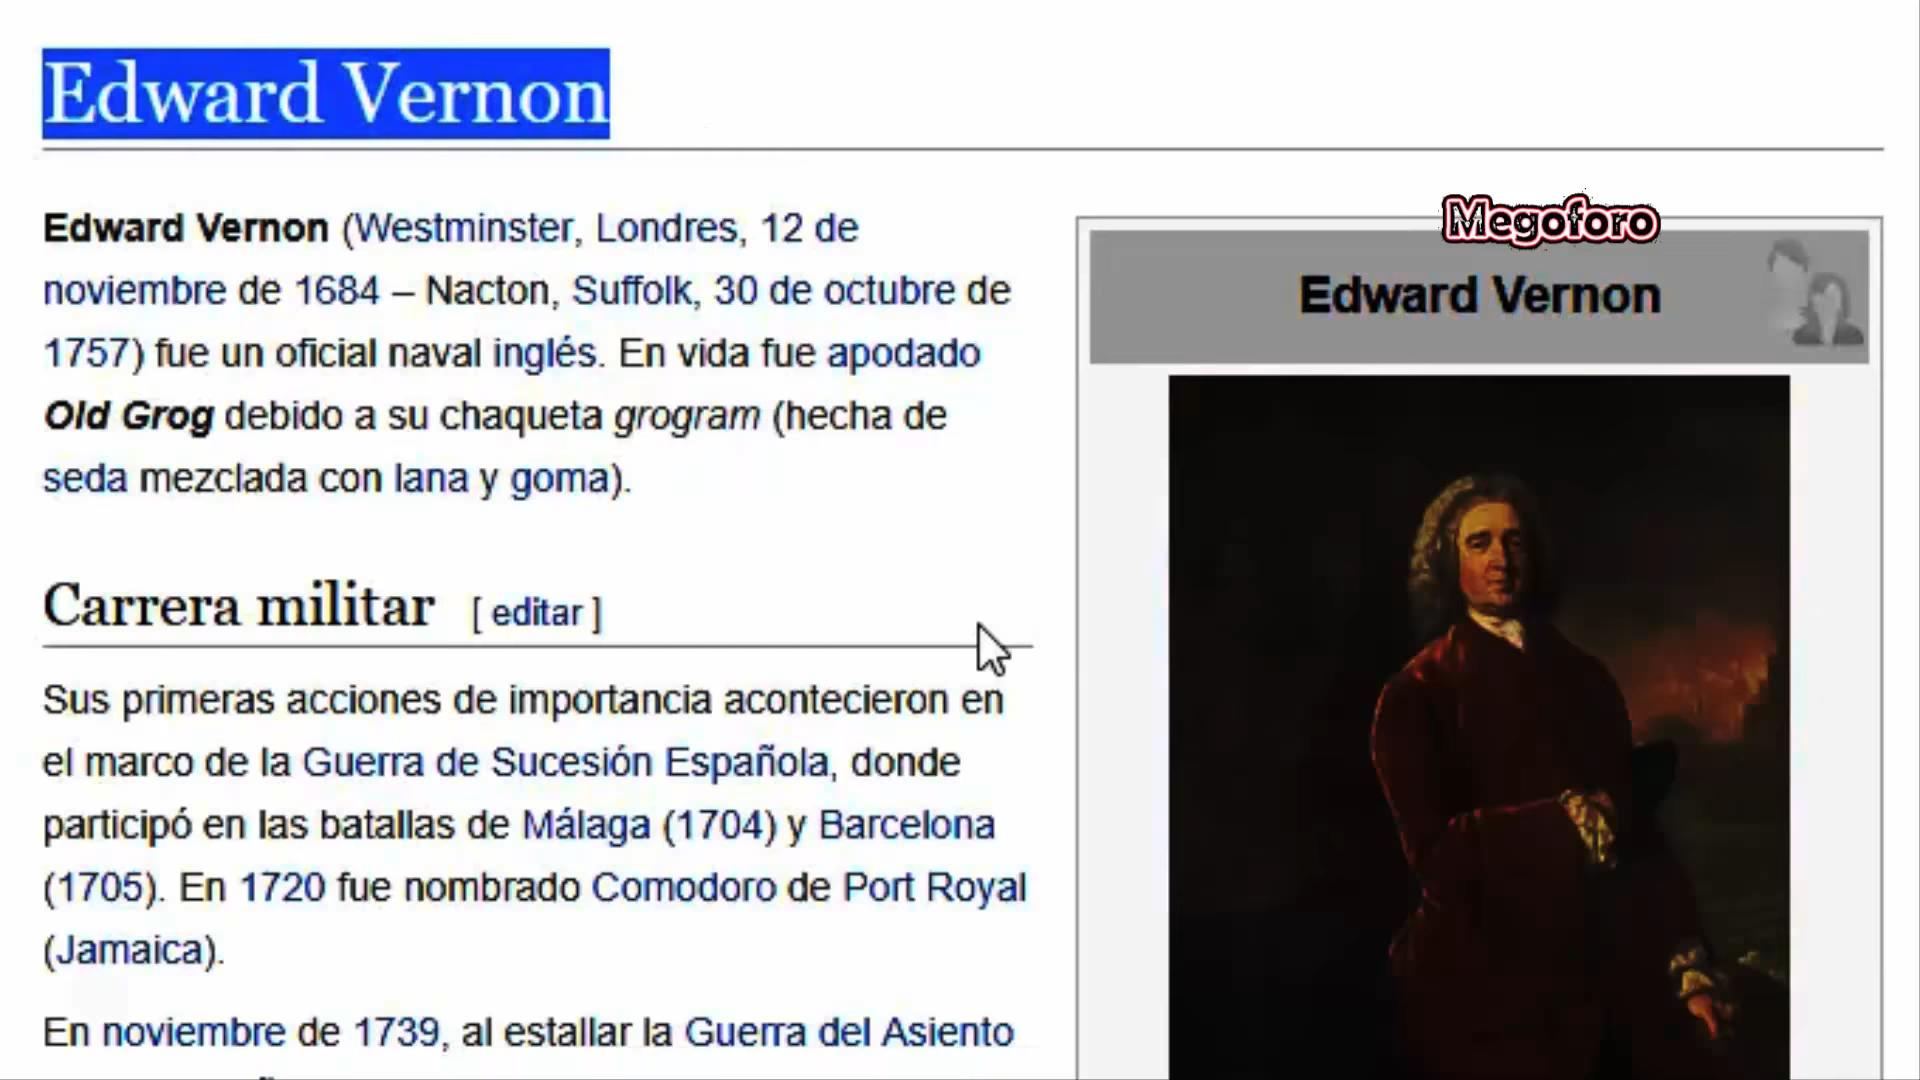 Edward Vernon
Edward Vernon (Westminster, Londres, 12 de
noviembre de 1684 – Nacton, Suffolk, 30 de octubre de
1757) fue un oficial naval inglés. En vida fue apodado
Old Grog debido a su chaqueta grogram (hecha de
seda mezclada con lana y goma).
Carrera militar [ editar ]
Sus primeras acciones de importancia acontecieron en
el marco de la Guerra de Sucesión Española, donde
participó en las batallas de Málaga (1704) y Barcelona
(1705). En 1720 fue nombrado Comodoro de Port Royal
(Jamaica).
En noviembre de 1739, al estallar la Guerra del Asiento
Megoforo
Edward Vernon